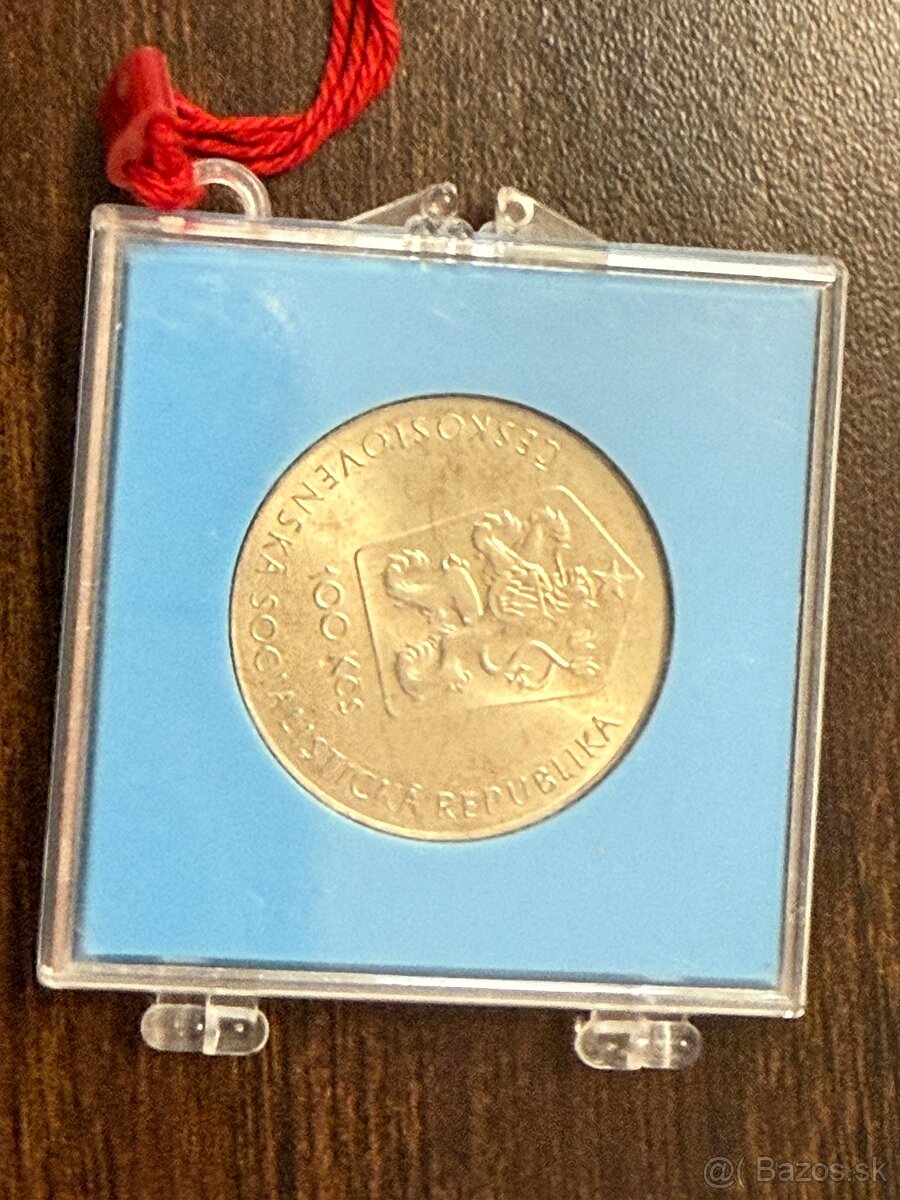 ČESKOSLOVENSKÁ SOCIALISTICKÁ REPUBLIKA
100 KČS
@( Bazos.sk